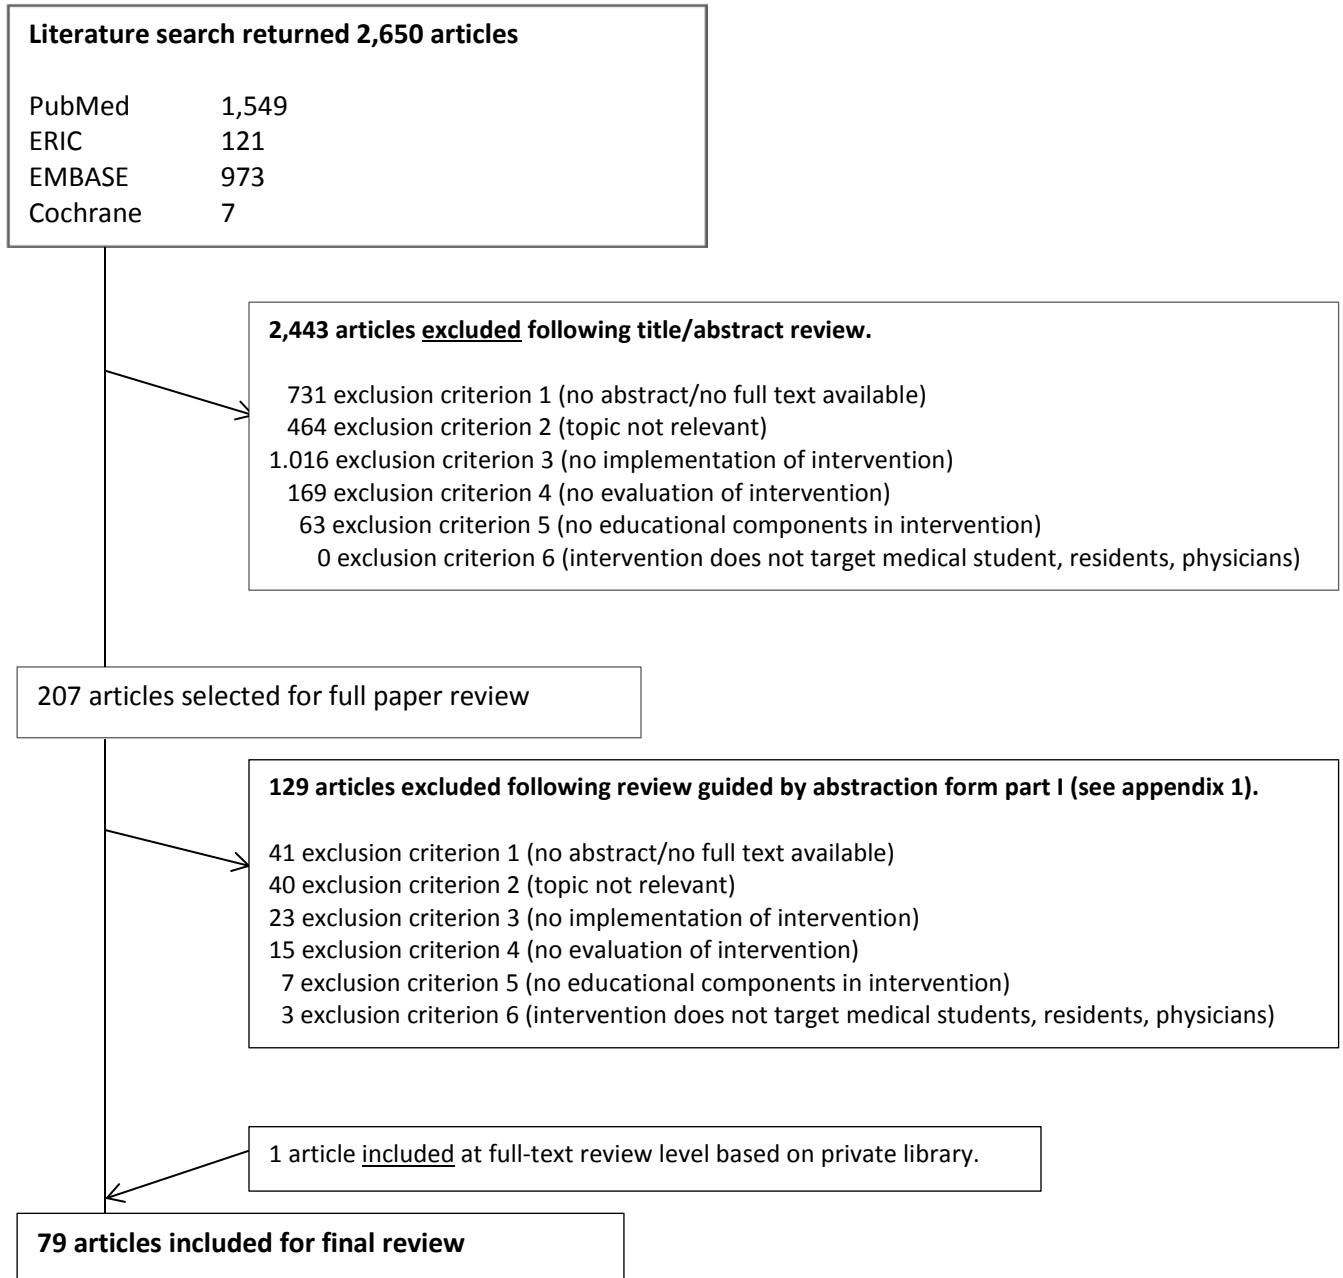 Literature search returned 2,650 articles
PubMed 1,549
ERIC 121
EMBASE 973
Cochrane 7
2,443 articles excluded following title/abstract review.
731 exclusion criterion 1 (no abstract/no full text available)
464 exclusion criterion 2 (topic not relevant)
1.016 exclusion criterion 3 (no implementation of intervention)
169 exclusion criterion 4 (no evaluation of intervention)
63 exclusion criterion 5 (no educational components in intervention)
0 exclusion criterion 6 (intervention does not target medical student, residents, physicians)
207 articles selected for full paper review
129 articles excluded following review guided by abstraction form part I (see appendix 1).
41 exclusion criterion 1 (no abstract/no full text available)
40 exclusion criterion 2 (topic not relevant)
23 exclusion criterion 3 (no implementation of intervention)
15 exclusion criterion 4 (no evaluation of intervention)
7 exclusion criterion 5 (no educational components in intervention)
3 exclusion criterion 6 (intervention does not target medical students, residents, physicians)
1 article included at full-text review level based on private library.
79 articles included for final review